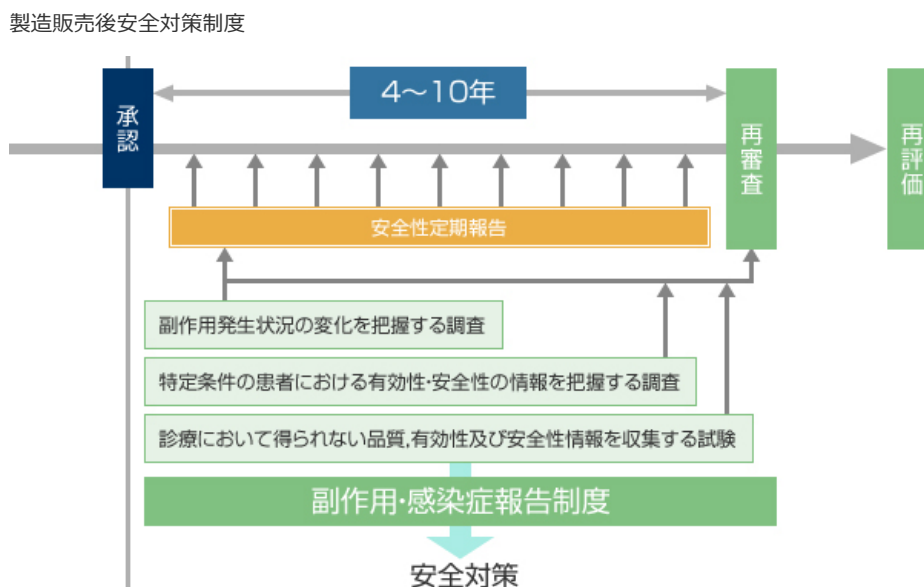 製造販売後安全対策制度
承認
4〜10年
再審査
再評価
安全性定期報告
副作用発生状況の変化を把握する調査
特定条件の患者における有効性・安全性の情報を把握する調査
診療において得られない品質,有効性及び安全性情報を収集する試験
副作用・感染症報告制度
安全対策